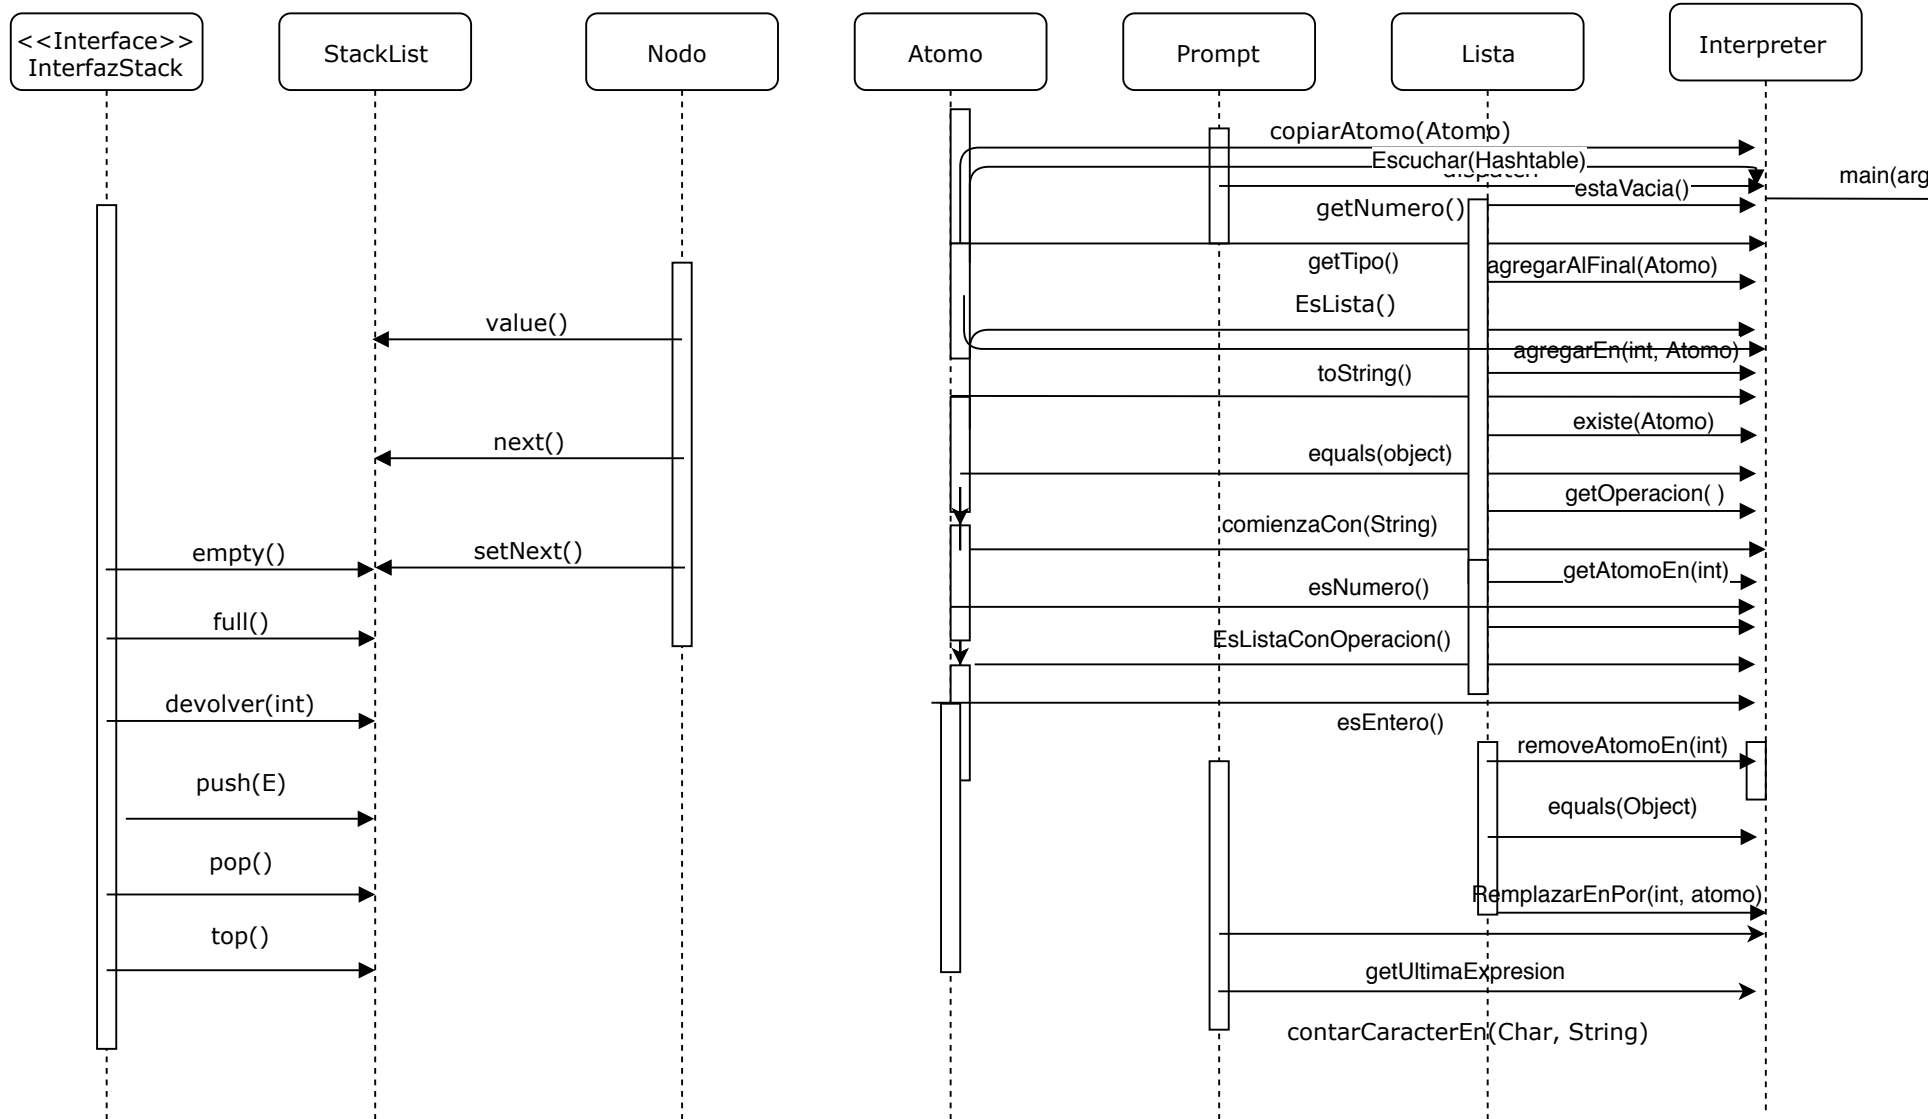 <<Interface>>
InterfazStack
StackList
Nodo
Atomo
Prompt
Lista
Interpreter
copiarAtomo(Atomo)
Escuchar(Hashtable)
main(arg
estaVacia()
getNumero()
getTipo()
agregarAlFinal(Atomo)
EsLista()
value()
agregarEn(int, Atomo)
toString()
existe(Atomo)
next()
equals(object)
getOperacion( )
comienzaCon(String)
empty()
setNext()
getAtomoEn(int)
esNumero()
full()
EsListaConOperacion()
devolver(int)
esEntero()
removeAtomoEn(int)
push(E)
equals(Object)
pop()
RemplazarEnPor(int, atomo)
top()
getUltimaExpresion
contarCaracterEn(Char, String)